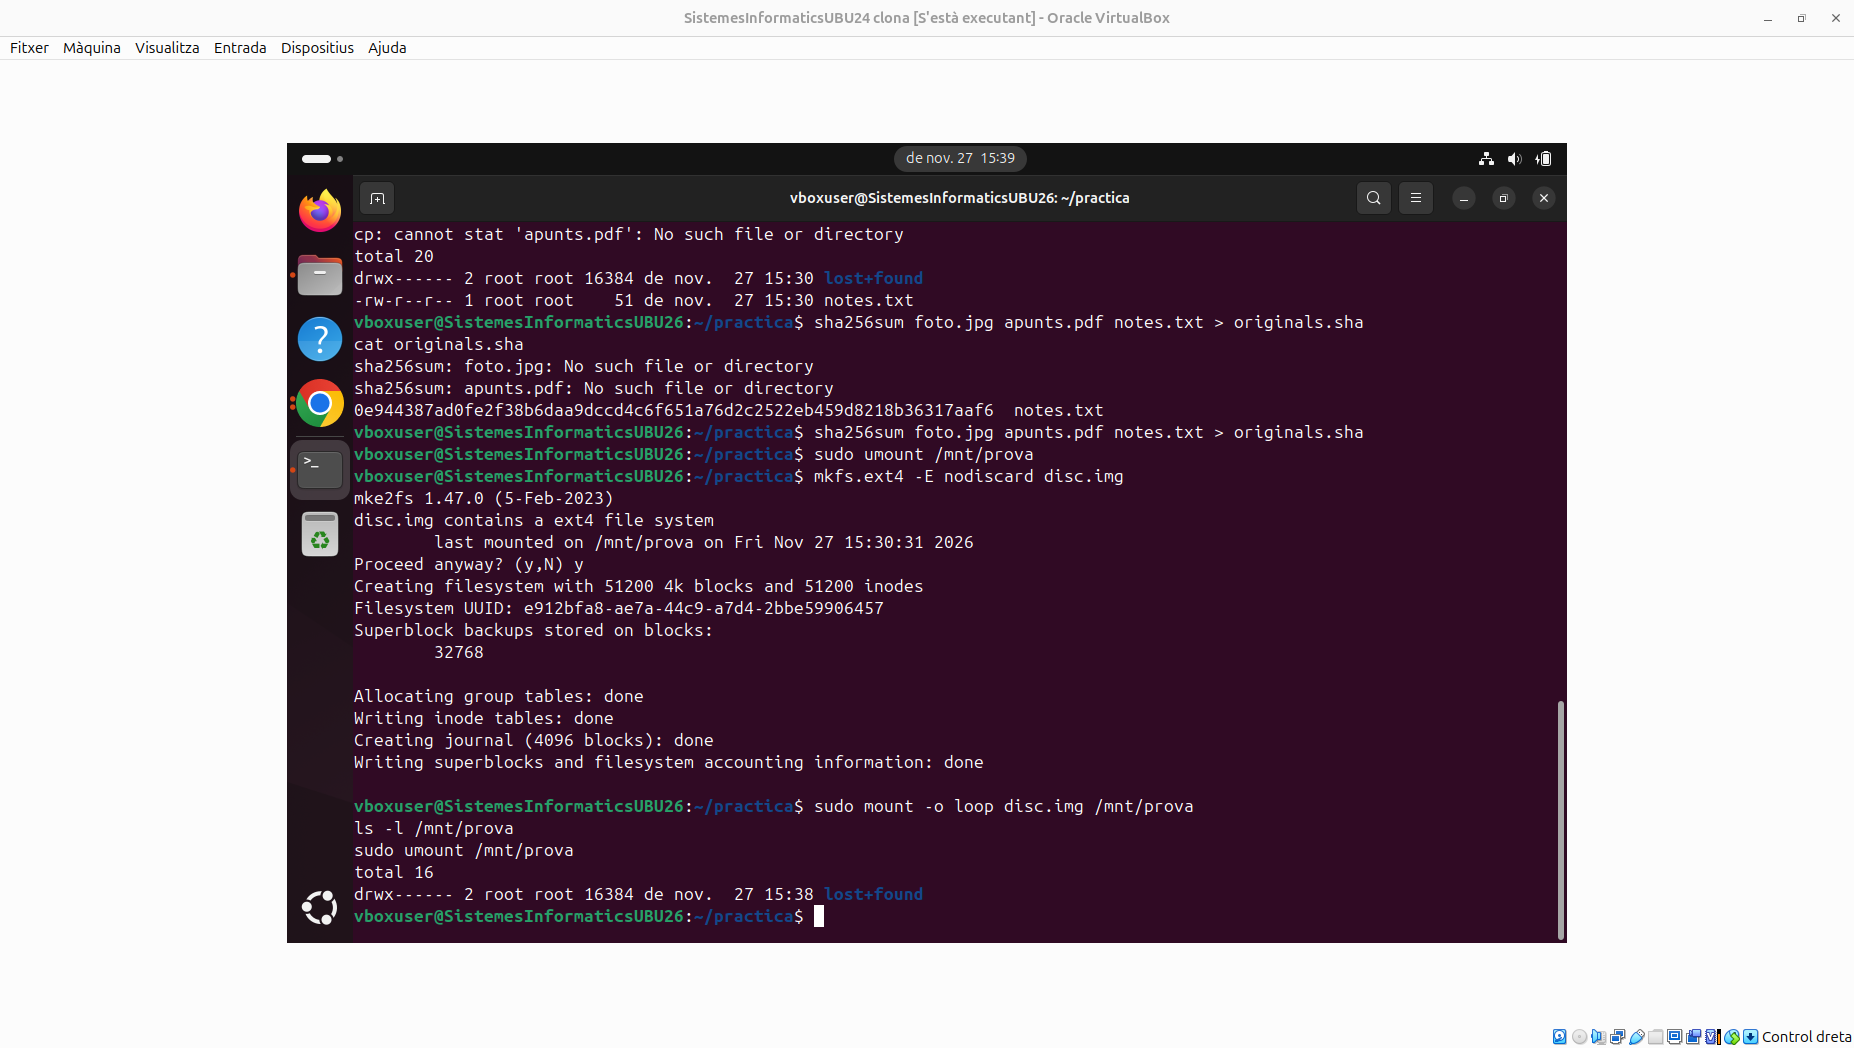 SistemesInformaticsUBU24 clona [S'està executant] - Oracle VirtualBox
Fitxer Màquina Visualitza Entrada Dispositius Ajuda
de nov. 27 15:39
vboxuser@SistemesInformaticsUBU26: ~/practica
cp: cannot stat 'apunts.pdf': No such file or directory
total 20
drwx------ 2 root root 16384 de nov.  27 15:30 lost+found
-rw-r--r-- 1 root root    51 de nov.  27 15:30 notes.txt
vboxuser@SistemesInformaticsUBU26:~/practica$ sha256sum foto.jpg apunts.pdf notes.txt > originals.sha
cat originals.sha
sha256sum: foto.jpg: No such file or directory
sha256sum: apunts.pdf: No such file or directory
0e944387ad0fe2f38b6daa9dccd4c6f651a76d2c2522eb459d8218b36317aaf6  notes.txt
vboxuser@SistemesInformaticsUBU26:~/practica$ sha256sum foto.jpg apunts.pdf notes.txt > originals.sha
vboxuser@SistemesInformaticsUBU26:~/practica$ sudo umount /mnt/prova
vboxuser@SistemesInformaticsUBU26:~/practica$ mkfs.ext4 -E nodiscard disc.img
mke2fs 1.47.0 (5-Feb-2023)
disc.img contains a ext4 file system
        last mounted on /mnt/prova on Fri Nov 27 15:30:31 2026
Proceed anyway? (y,N) y
Creating filesystem with 51200 4k blocks and 51200 inodes
Filesystem UUID: e912bfa8-ae7a-44c9-a7d4-2bbe59906457
Superblock backups stored on blocks:
        32768
Allocating group tables: done
Writing inode tables: done
Creating journal (4096 blocks): done
Writing superblocks and filesystem accounting information: done
vboxuser@SistemesInformaticsUBU26:~/practica$ sudo mount -o loop disc.img /mnt/prova
ls -l /mnt/prova
sudo umount /mnt/prova
total 16
drwx------ 2 root root 16384 de nov.  27 15:38 lost+found
vboxuser@SistemesInformaticsUBU26:~/practica$
Control dreta